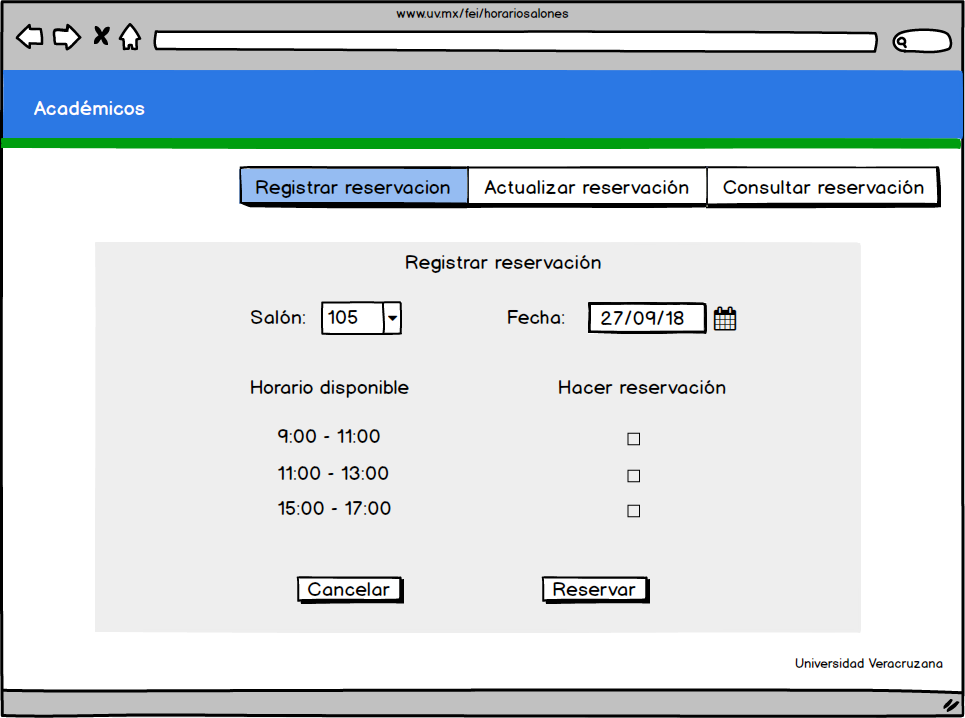 www.uv.mx/fei/horariosalones
Académicos
Registrar reservacion Actualizar reservación Consultar reservación
Registrar reservación
Salón: 105 Fecha: 27/09/18
Horario disponible Hacer reservación
9:00 - 11:00
11:00 - 13:00
15:00 - 17:00
Cancelar Reservar
Universidad Veracruzana